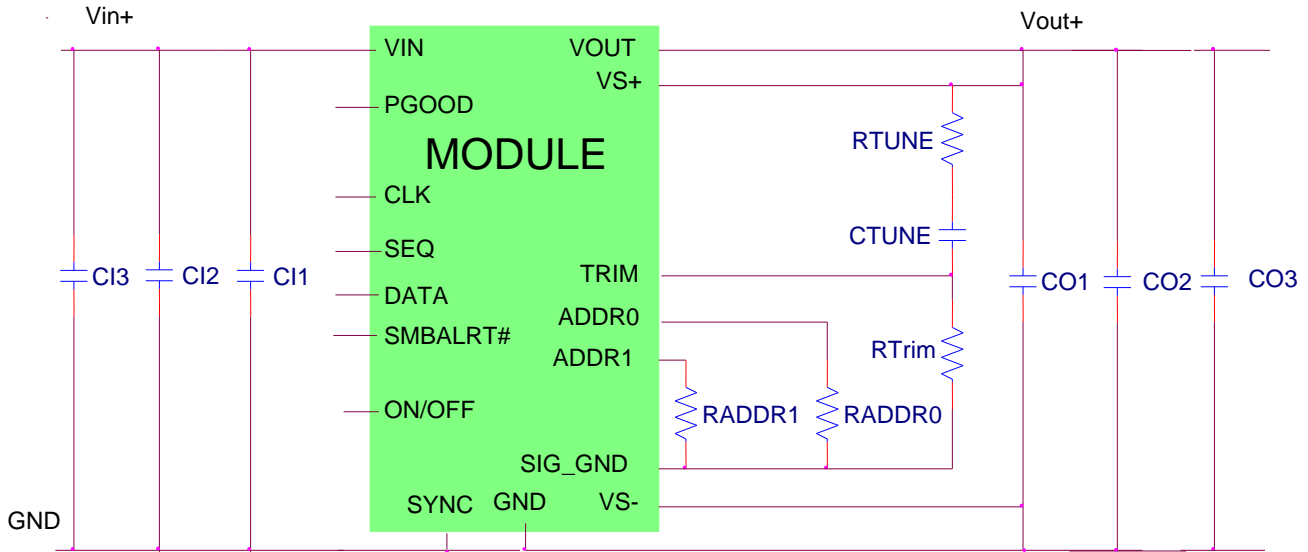 Vin+
Vout+
VIN
VOUT
VS+
PGOOD
MODULE
RTUNE
CLK
CTUNE
SEQ
TRIM
CI3
CI2
CI1
CO1
CO2
CO3
DATA
ADDR0
SMBALRT#
RTrim
ADDR1
ON/OFF
RADDR1
RADDR0
SIG_GND
SYNC
GND
VS-
GND